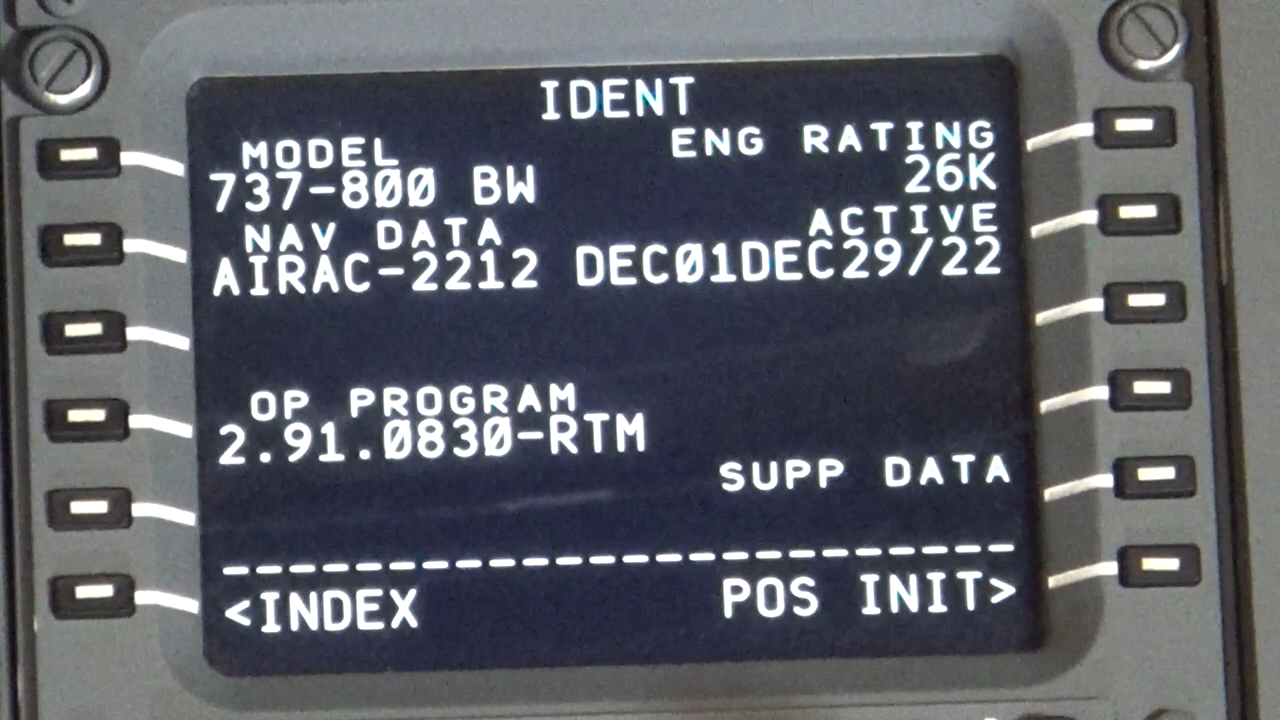 IDENT
MODEL ENG RATING
737-800 BW 26K
NAV DATA ACTIVE
AIRAC-2212 DEC01DEC29/22
OP PROGRAM
2.91.0830-RTM
SUPP DATA
------------------------
<INDEX POS INIT>